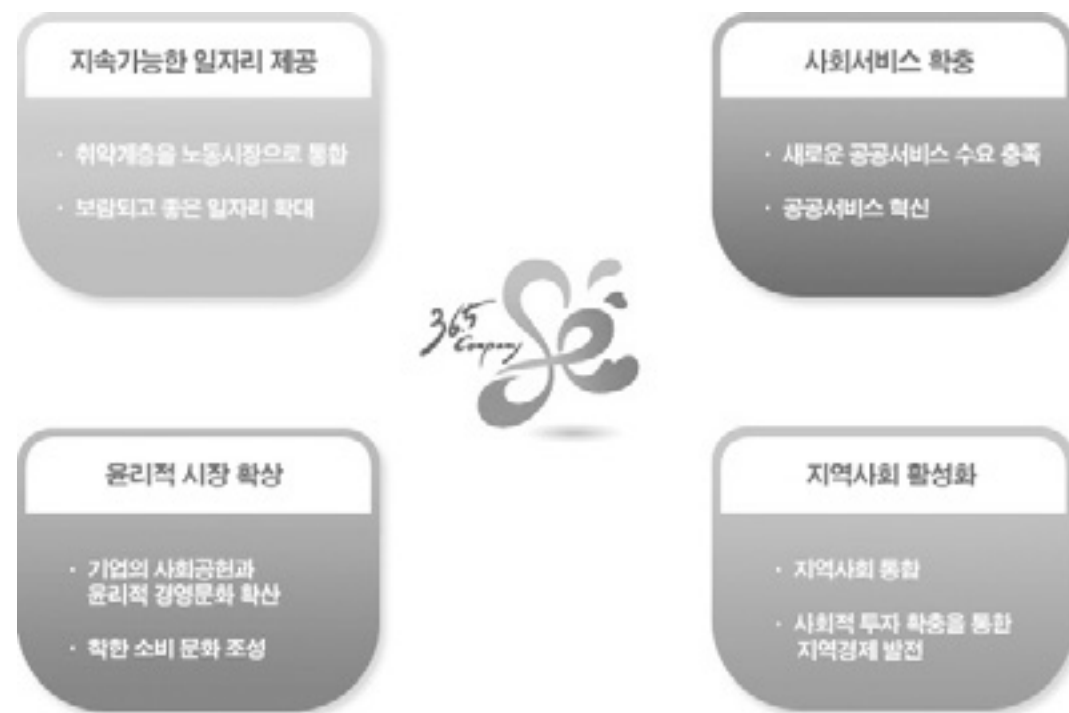 지속가능한 일자리 제공
· 취약계층을 노동시장으로 통합
· 보람되고 좋은 일자리 확대
사회서비스 확충
· 새로운 공공서비스 수요 충족
· 공공서비스 혁신
365
Company
윤리적 시장 확상
· 기업의 사회공헌과
윤리적 경영문화 확산
· 학한 소비 문화 조성
지역사회 활성화
· 지역사회 통합
· 사회적 투자 확충을 통한
지역경제 발전